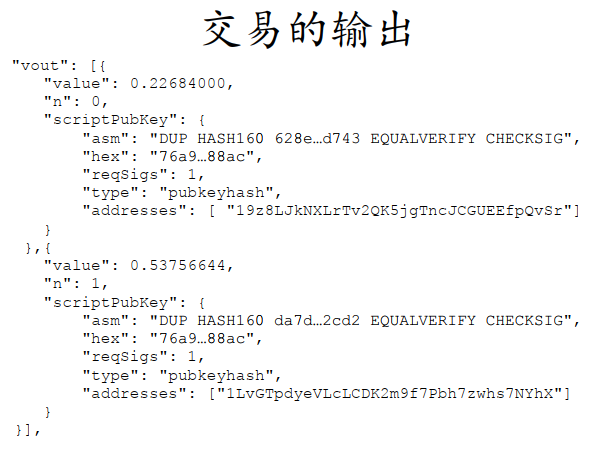 交易的输出
"vout": [{
"value": 0.22684000,
"n": 0,
"scriptPubKey": {
"asm": "DUP HASH160 628e…d743 EQUALVERIFY CHECKSIG",
"hex": "76a9…88ac",
"reqSigs": 1,
"type": "pubkeyhash",
"addresses": [ "19z8LJkNXLrTv2QK5jgTncJCGUEEfpQvSr"]
}
},{
"value": 0.53756644,
"n": 1,
"scriptPubKey": {
"asm": "DUP HASH160 da7d…2cd2 EQUALVERIFY CHECKSIG",
"hex": "76a9…88ac",
"reqSigs": 1,
"type": "pubkeyhash",
"addresses": ["1LvGTpdyeVLcLCDK2m9f7Pbh7zwhs7NYhX"]
}
}],